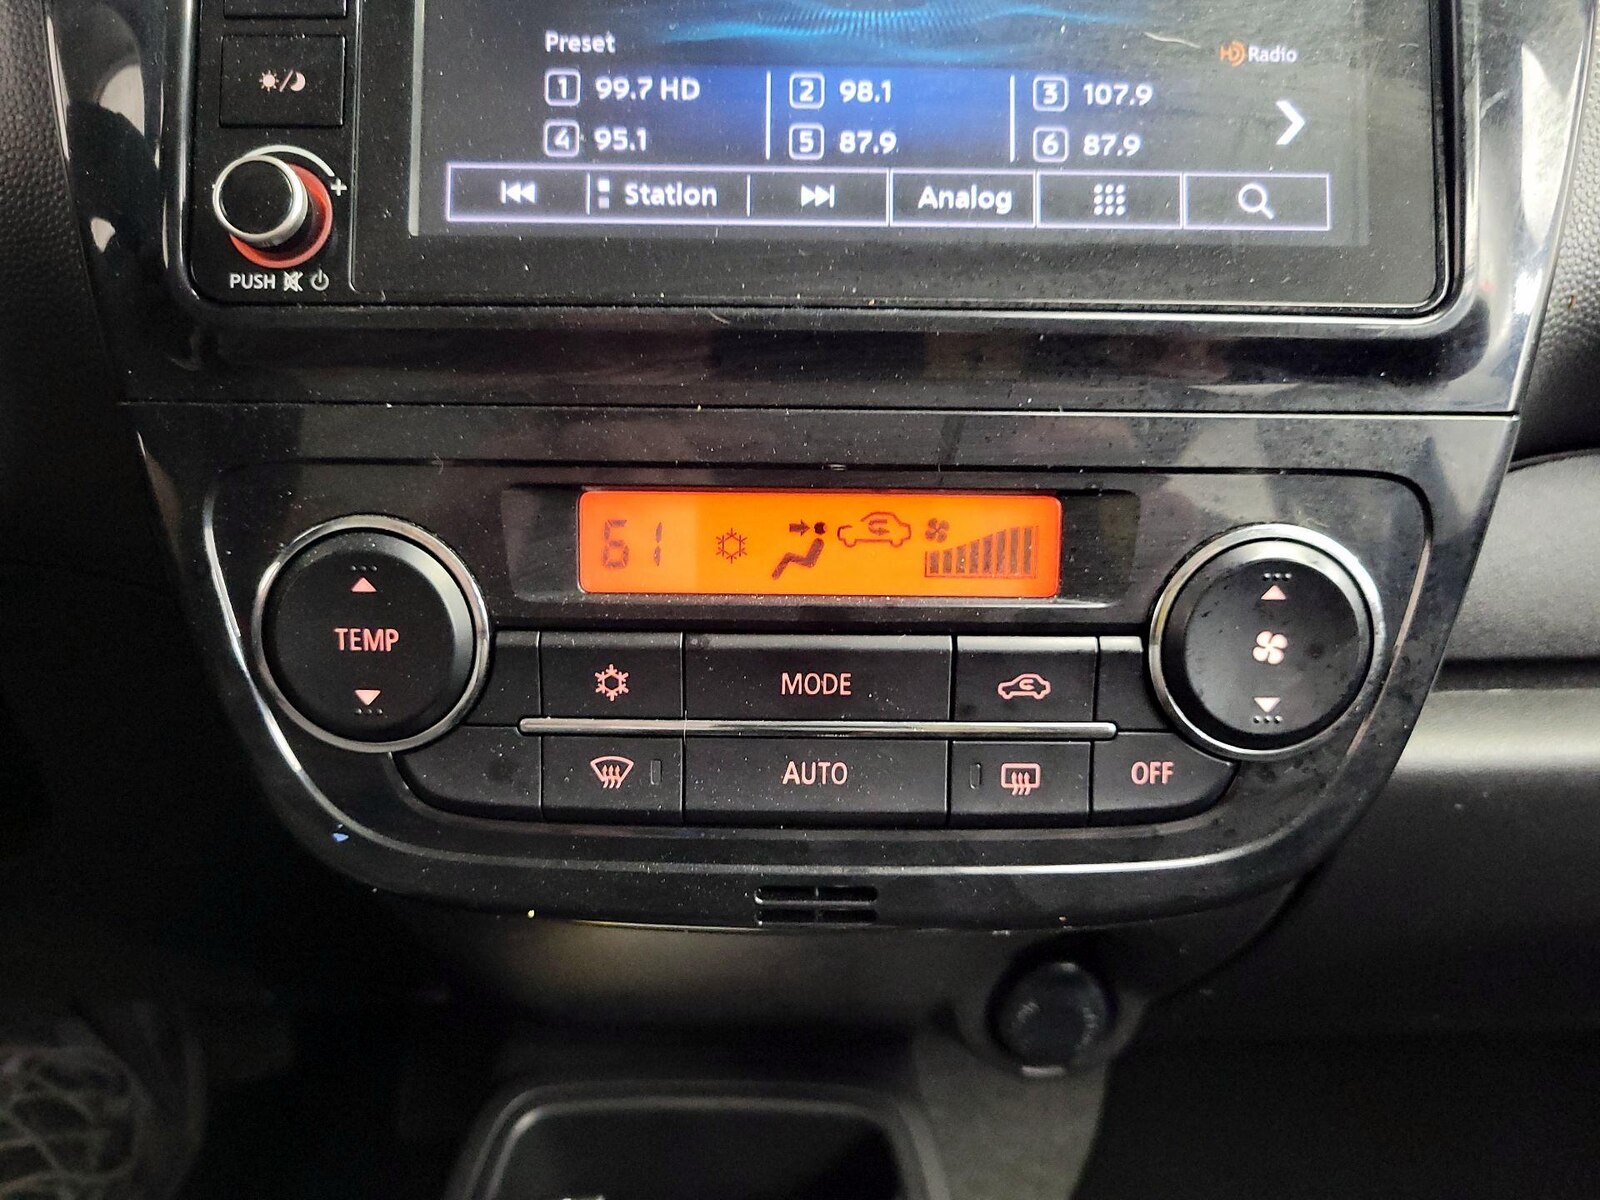 Preset
HD Radio
1 99.7 HD
2 98.1
3 107.9
4 95.1
5 87.9
6 87.9
Station
Analog
PUSH
61
TEMP
MODE
AUTO
OFF